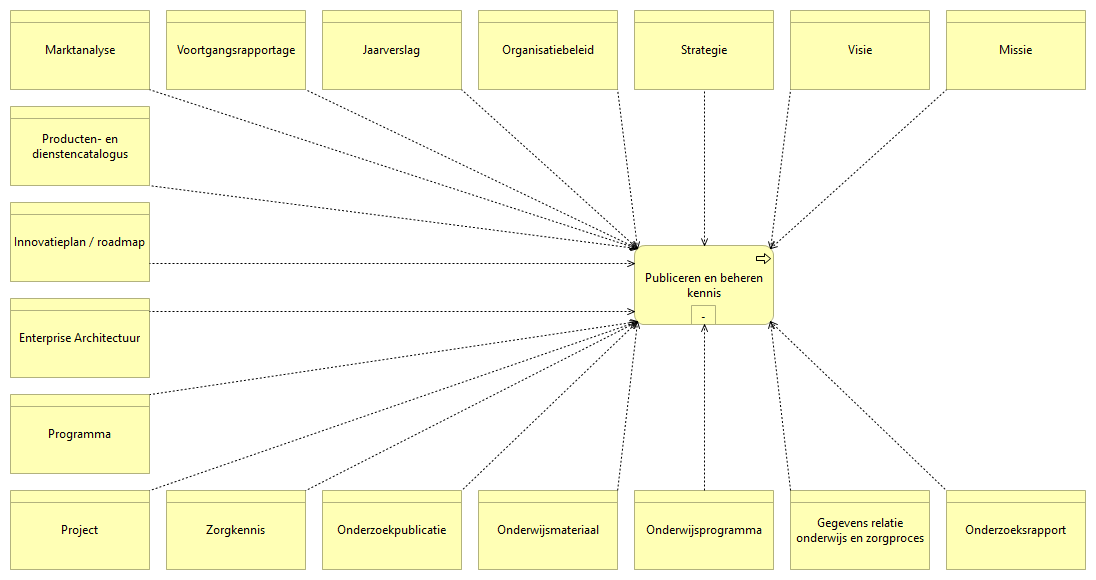 Marktanalyse
Voortgangsrapportage
Jaarverslag
Organisatiebeleid
Strategie
Visie
Missie
Producten- en
dienstencatalogus
Innovatieplan / roadmap
Publiceren en beheren
kennis
-
Enterprise Architectuur
Programma
Project
Zorgkennis
Onderzoekpublicatie
Onderwijsmateriaal
Onderwijsprogramma
Gegevens relatie
onderwijs en zorgproces
Onderzoeksrapport